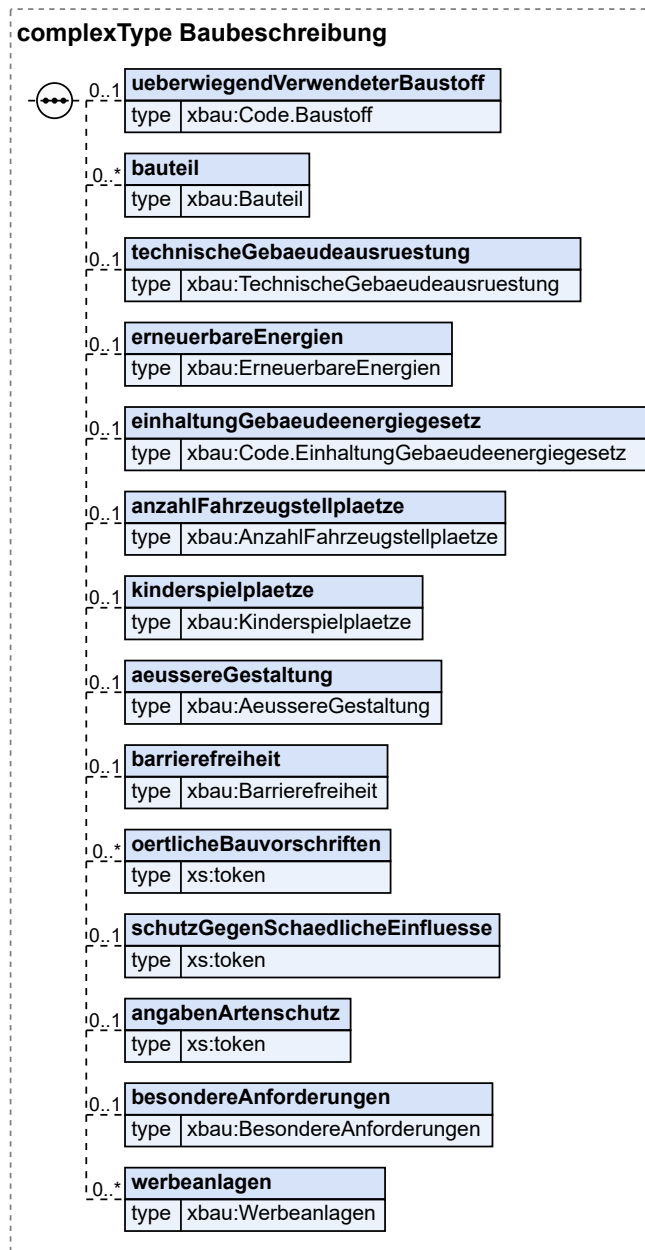 complexType Baubeschreibung
0..1 ueberwiegendVerwendeterBaustoff
type xbau:Code.Baustoff
0..* bauteil
type xbau:Bauteil
0..1 technischeGebaeudeausruestung
type xbau:TechnischeGebaeudeausruestung
0..1 erneuerbareEnergien
type xbau:ErneuerbareEnergien
0..1 einhaltungGebaeudeenergiegesetz
type xbau:Code.EinhaltungGebaeudeenergiegesetz
0..1 anzahlFahrzeugstellplaetze
type xbau:AnzahlFahrzeugstellplaetze
0..1 kinderspielplaetze
type xbau:Kinderspielplaetze
0..1 aeussereGestaltung
type xbau:AeussereGestaltung
0..1 barrierefreiheit
type xbau:Barrierefreiheit
0..* oertlicheBauvorschriften
type xs:token
0..1 schutzGegenSchaedlicheEinfluesse
type xs:token
0..1 angabenArtenschutz
type xs:token
0..1 besondereAnforderungen
type xbau:BesondereAnforderungen
0..* werbeanlagen
type xbau:Werbeanlagen